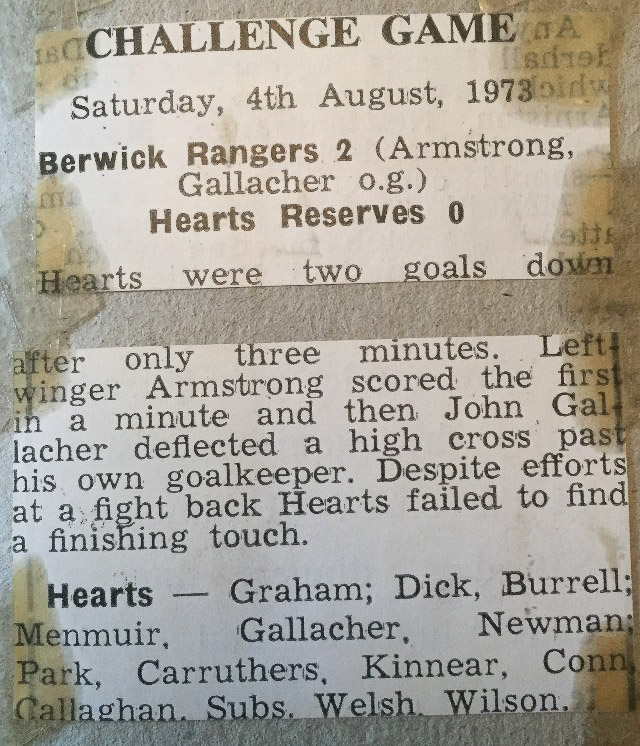 CHALLENGE GAME
Saturday, 4th August, 1973
Berwick Rangers 2 (Armstrong,
Gallacher o.g.)
Hearts Reserves 0
Hearts were two goals down
after only three minutes. Left-
winger Armstrong scored the first
in a minute and then John Gal-
lacher deflected a high cross past
his own goalkeeper. Despite efforts
at a fight back Hearts failed to find
a finishing touch.
Hearts — Graham; Dick, Burrell;
Menmuir, Gallacher, Newman;
Park, Carruthers, Kinnear, Conn,
Callaghan. Subs. Welsh, Wilson.